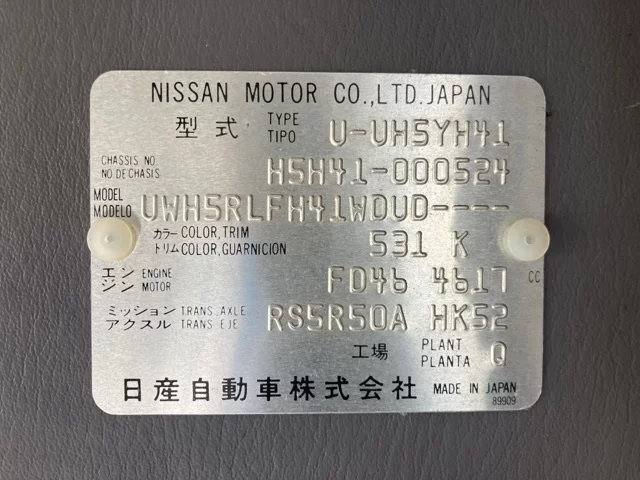 NISSAN MOTOR CO.,LTD.JAPAN
型式 TYPE TIPO U-UH5YH41
CHASSIS NO. NO DE CHASIS H5H41-000524
MODEL MODELO UWH5RLFH41WDUD----
カラー COLOR,TRIM トリム COLOR,GUARNICION 531 K
エンジン ENGINE MOTOR FD46 4617 CC
ミッション TRANS.AXLE アクスル TRANS EJE RS5R50A HK52
工場 PLANT PLANTA Q
日産自動車株式会社 MADE IN JAPAN
89909